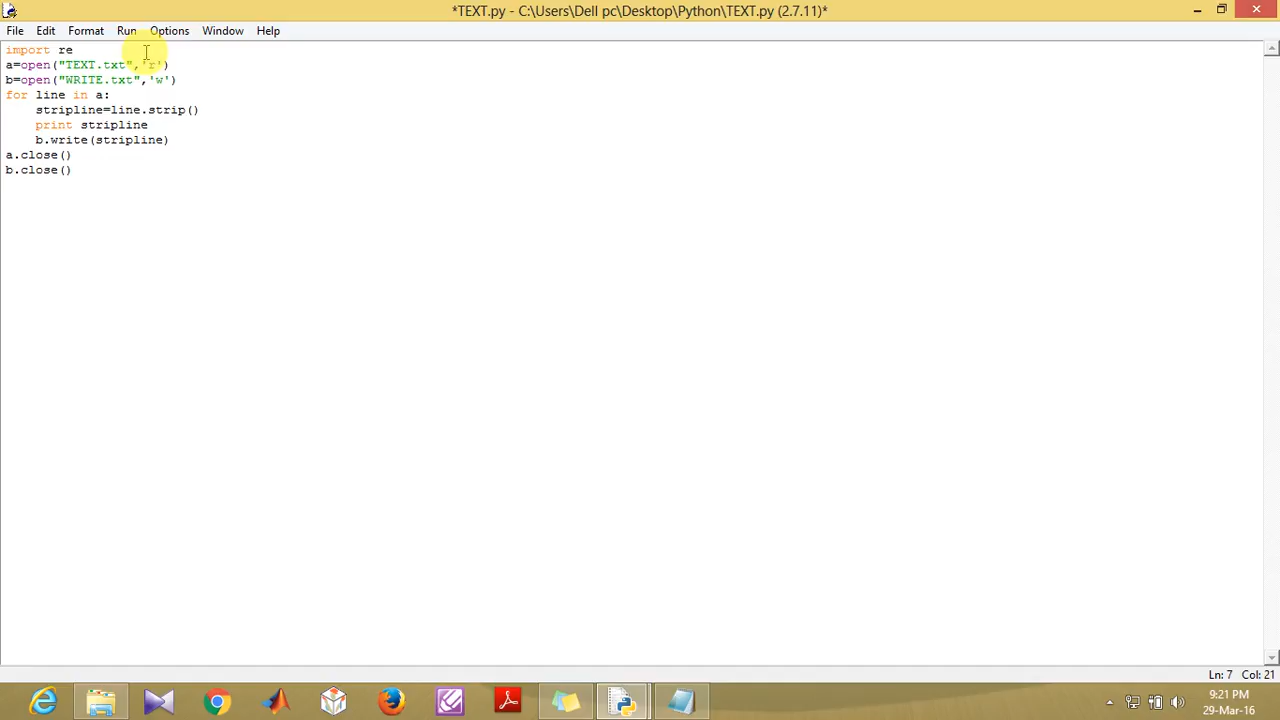 *TEXT.py - C:\Users\Dell pc\Desktop\Python\TEXT.py (2.7.11)*
File Edit Format Run Options Window Help
import re
a=open("TEXT.txt",'r')
b=open("WRITE.txt",'w')
for line in a:
    stripline=line.strip()
    print stripline
    b.write(stripline)
a.close()
b.close()
Ln: 7 Col: 21
9:21 PM
29-Mar-16